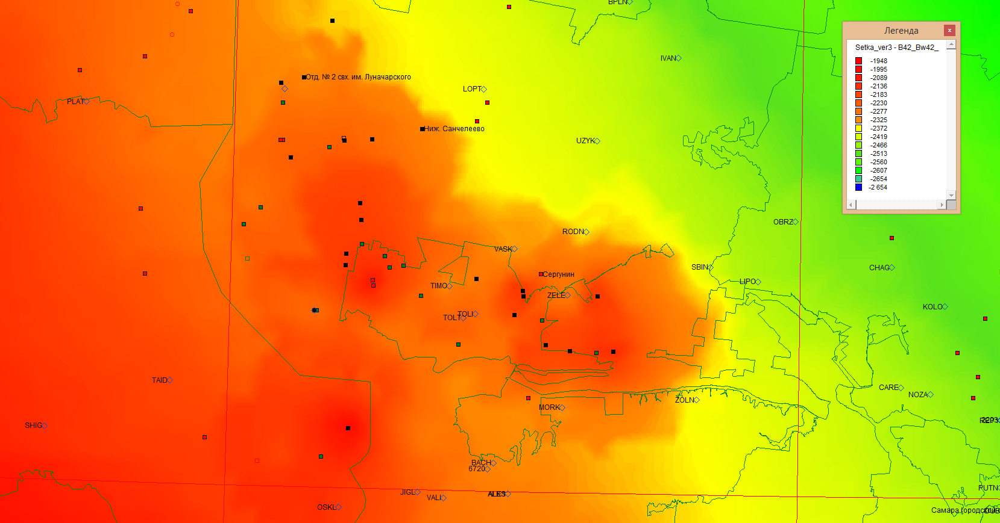 BPLN
Легенда
x
Setka_ver3 - B42_Bw42_
-1948
-1995
-2089
-2136
-2183
-2230
-2277
-2325
-2372
-2419
-2466
-2513
-2560
-2607
-2654
-2 654
IVAN
Отд. № 2 свх. им. Луначарского
LOPT
PLAT
Ниж. Санчелеево
UZYK
OBRZ
RODN
VASK
SBIN
CHAG
Сергунин
LIPO
TIMO
ZELE
KOLO
TOLI
TOLT
TAID
CARE
NOZA
ZOLN
MORK
SHIG
BACH
6720
PUTN
JIGL
VALI
OSKL
Самара городской